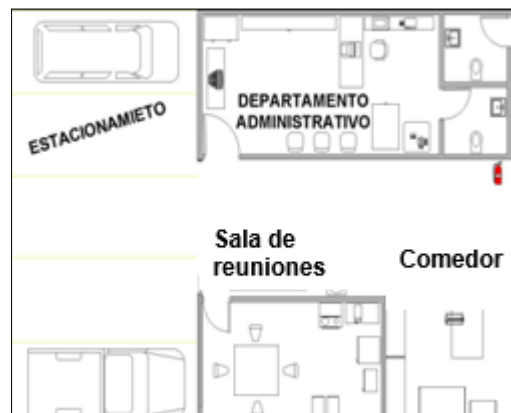 DEPARTAMENTO
ADMINISTRATIVO
ESTACIONAMIETO
Sala de
reuniones
Comedor